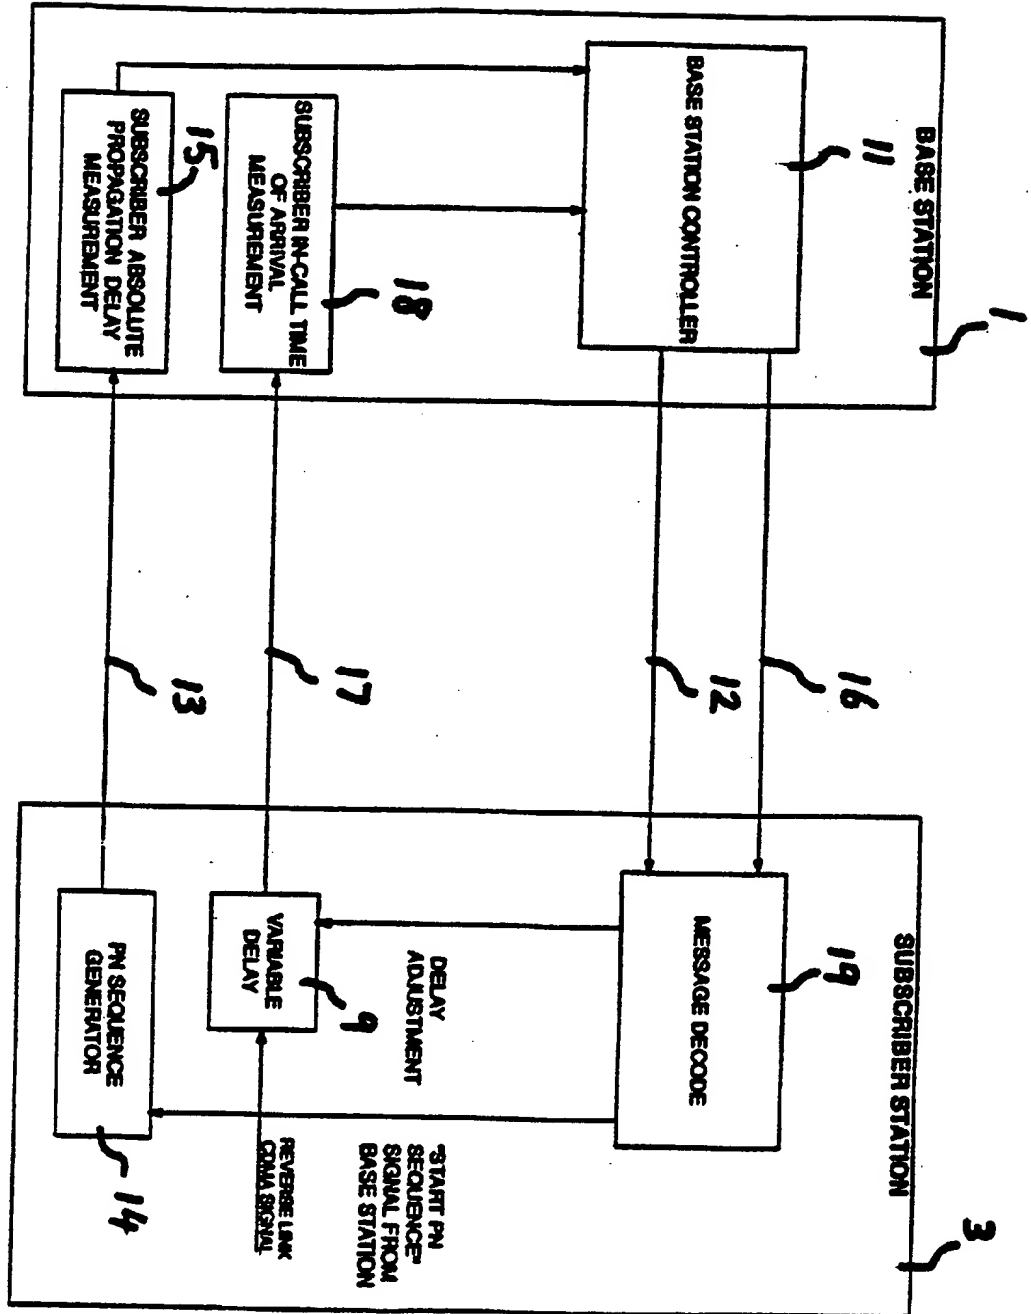 BASE STATION
1
11
BASE STATION CONTROLLER
SUBSCRIBER IN-CALL TIME
OF ARRIVAL
MEASUREMENT
18
15
SUBSCRIBER ABSOLUTE
PROPAGATION DELAY
MEASUREMENT
16
12
17
13
SUBSCRIBER STATION
3
19
MESSAGE DECODE
DELAY
ADJUSTMENT
"START PN
SEQUENCE"
SIGNAL FROM
BASE STATION
VARIABLE
DELAY
9
REVERSE LINK
CDMA SIGNAL
PN SEQUENCE
GENERATOR
14